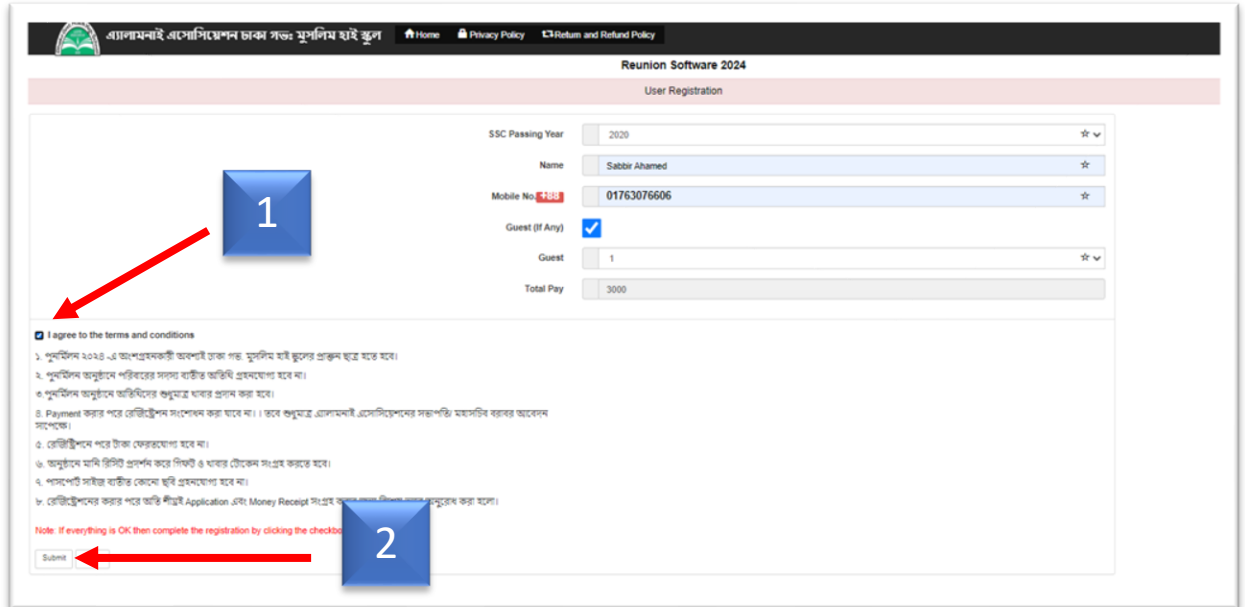 এ্যালামনাই এসোসিয়েশন ঢাকা গভঃ মুসলিম হাই স্কুল Home Privacy Policy Return and Refund Policy
Reunion Software 2024
User Registration
SSC Passing Year 2020
Name Sabbir Ahamed
Mobile No. +88 01763076606
Guest (If Any)
Guest 1
Total Pay 3000
1
I agree to the terms and conditions
১. পুনর্মিলন ২০২৪ -এ অংশগ্রহনকারী অবশ্যই ঢাকা গভ. মুসলিম হাই স্কুলের প্রাক্তন ছাত্র হতে হবে।
২. পুনর্মিলন অনুষ্ঠানে পরিবারের সদস্য ব্যতীত অতিথি গ্রহনযোগ্য হবে না।
৩.পুনর্মিলন অনুষ্ঠানে অতিথিদের শুধুমাত্র খাবার প্রদান করা হবে।
৪. Payment করার পরে রেজিস্ট্রেশন সংশোধন করা যাবে না। । তবে শুধুমাত্র এ্যালামনাই এসোসিয়েশনের সভাপতি/ মহাসচিব বরাবর আবেদন
সাপেক্ষে।
৫. রেজিস্ট্রিশনে পরে টাকা ফেরতযোগ্য হবে না।
৬. অনুষ্ঠানে মানি রিসিট প্রদর্শন করে গিফট ও খাবার টোকেন সংগ্রহ করতে হবে।
৭. পাসপোর্ট সাইজ ব্যতীত কোনো ছবি গ্রহনযোগ্য হবে না।
৮. রেজিস্ট্রেশনের করার পরে অতি শীঘ্রই Application এবং Money Receipt সংগ্রহ অনুরোধ করা হলো।
Note: If everything is OK then complete the registration by clicking the
Submit
2